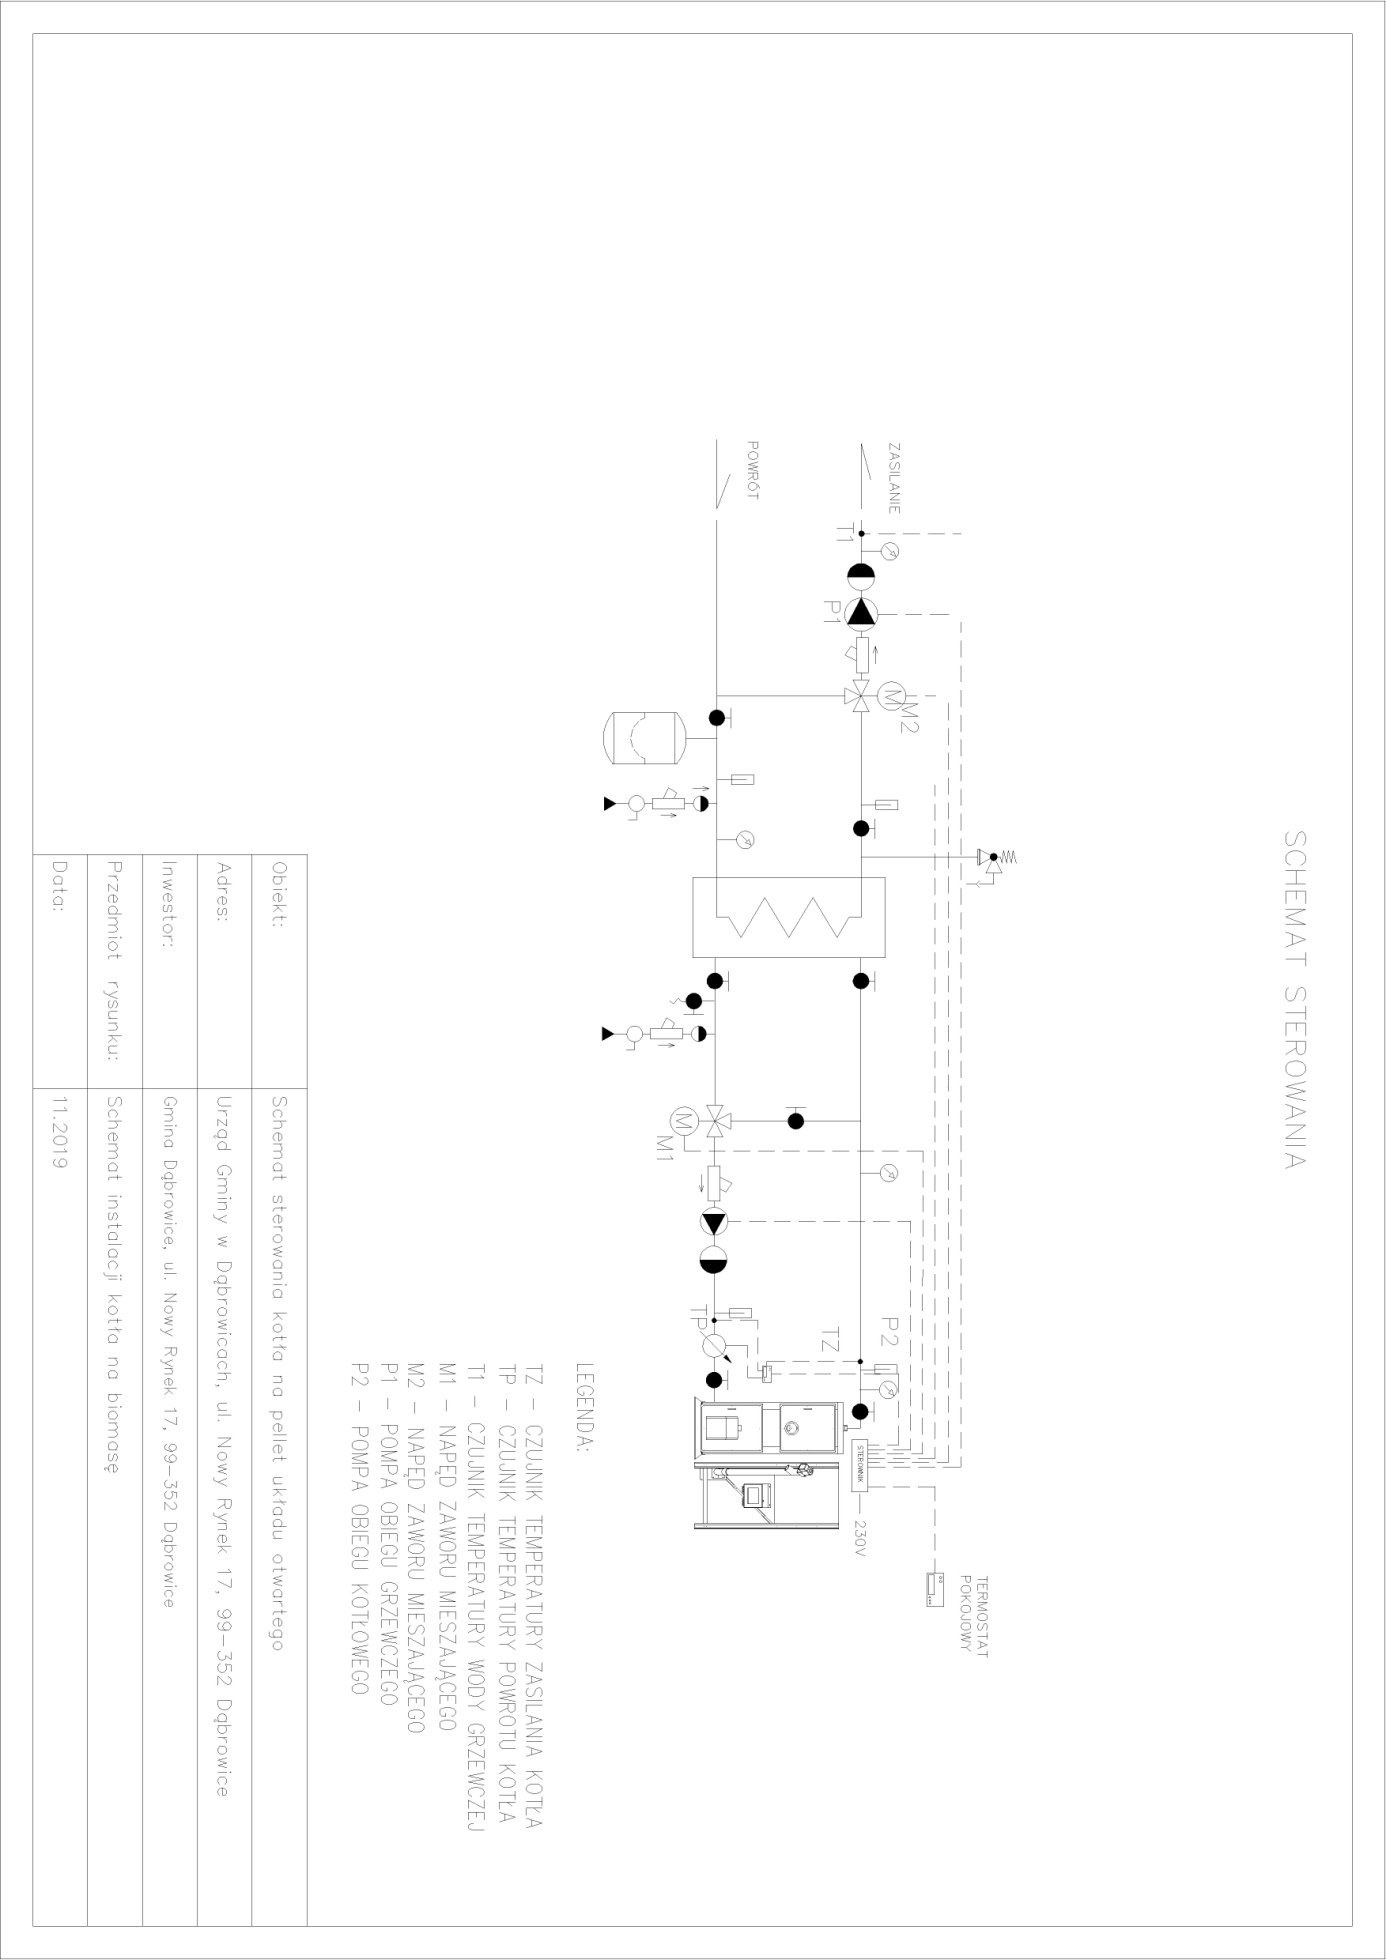 SCHEMAT STEROWANIA
TERMOSTAT
POKOJOWY
ZASILANIE
POWRÓT
T1
P1
M
M2
M
M1
TP
TZ
P2
STEROWNIK
230V
LEGENDA:
TZ – CZUJNIK TEMPERATURY ZASILANIA KOTŁA
TP – CZUJNIK TEMPERATURY POWROTU KOTŁA
T1 – CZUJNIK TEMPERATURY WODY GRZEWCZEJ
M1 – NAPĘD ZAWORU MIESZAJĄCEGO
M2 – NAPĘD ZAWORU MIESZAJĄCEGO
P1 – POMPA OBIEGU GRZEWCZEGO
P2 – POMPA OBIEGU KOTŁOWEGO
Obiekt: Schemat sterowania kotła na pellet układu otwartego
Adres: Urząd Gminy w Dąbrowicach, ul. Nowy Rynek 17, 99–352 Dąbrowice
Inwestor: Gmina Dąbrowice, ul. Nowy Rynek 17, 99–352 Dąbrowice
Przedmiot rysunku: Schemat instalacji kotła na biomasę
Data: 11.2019